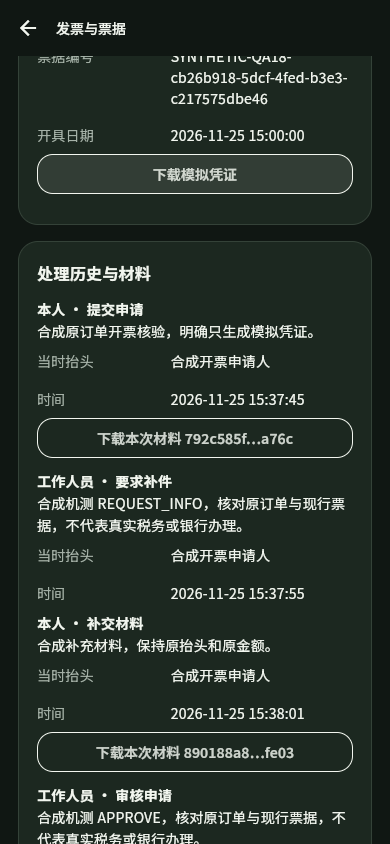 发票与票据
票据编号
SYNTHETIC-QA18-
cb26b918-5dcf-4fed-b3e3-
c217575dbe46
开具日期
2026-11-25 15:00:00
下载模拟凭证
处理历史与材料
本人 · 提交申请
合成原订单开票核验，明确只生成模拟凭证。
当时抬头
合成开票申请人
时间
2026-11-25 15:37:45
下载本次材料 792c585f…a76c
工作人员 · 要求补件
合成机测 REQUEST_INFO，核对原订单与现行票
据，不代表真实税务或银行办理。
当时抬头
合成开票申请人
时间
2026-11-25 15:37:55
本人 · 补交材料
合成补充材料，保持原抬头和原金额。
当时抬头
合成开票申请人
时间
2026-11-25 15:38:01
下载本次材料 890188a8…fe03
工作人员 · 审核申请
合成机测 APPROVE，核对原订单与现行票据，不
代表真实税务或银行办理。